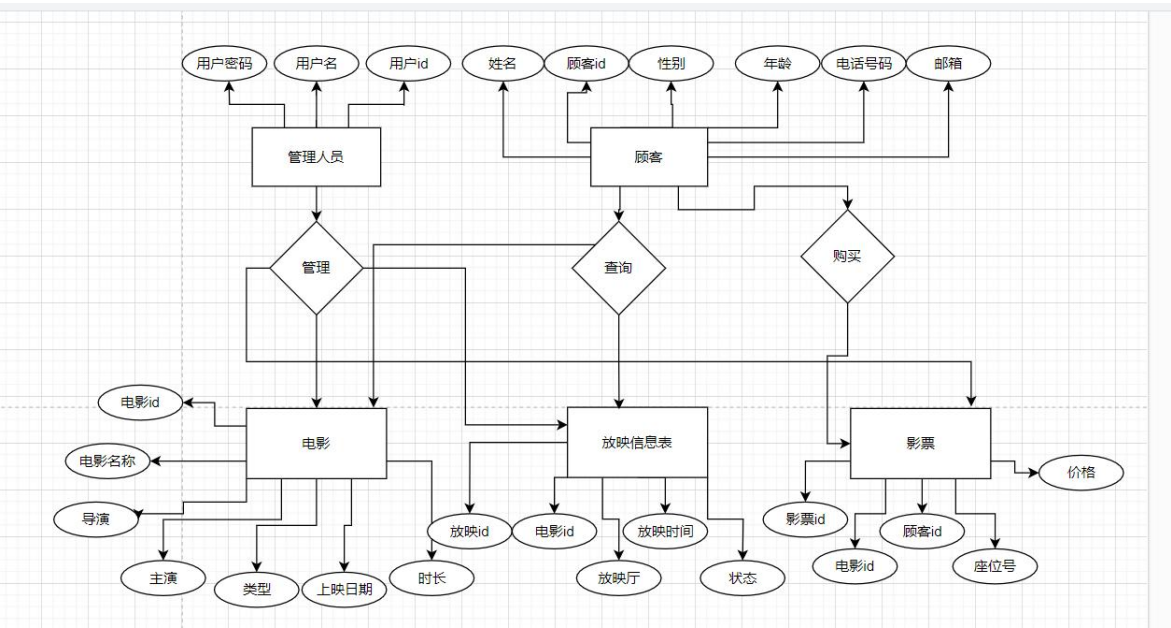 用户密码
用户名
用户id
姓名
顾客id
性别
年龄
电话号码
邮箱
管理人员
顾客
管理
查询
购买
电影id
电影
放映信息表
影票
电影名称
价格
导演
放映id
电影id
放映时间
影票id
顾客id
主演
类型
上映日期
时长
放映厅
状态
电影id
座位号